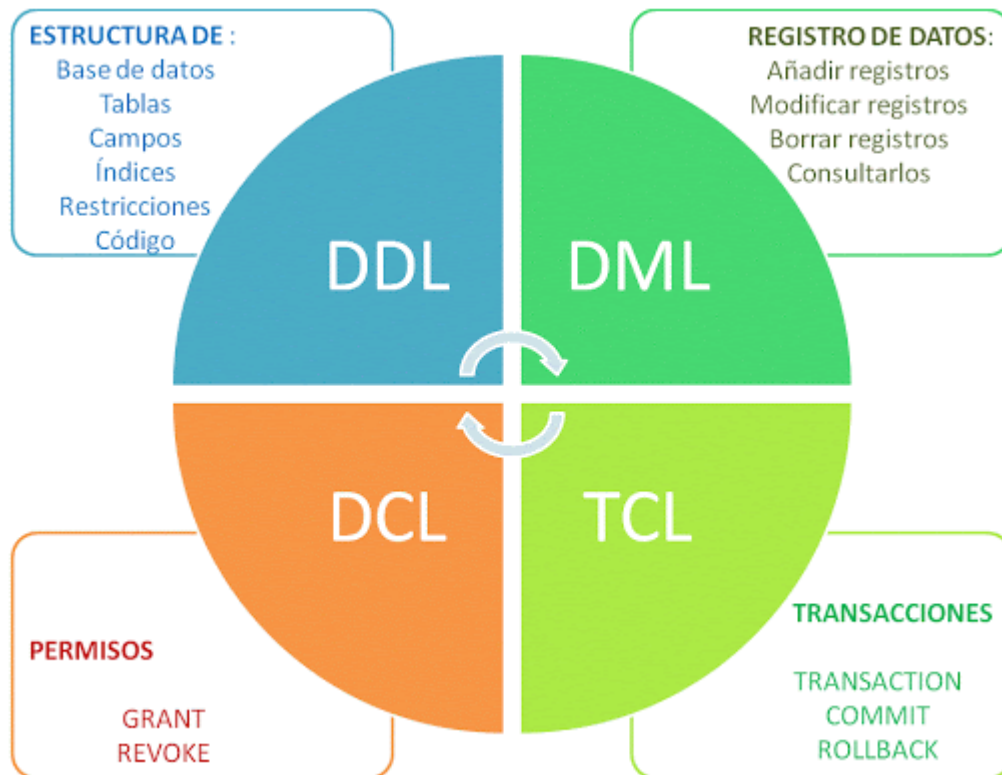 ESTRUCTURA DE :
Base de datos
Tablas
Campos
Índices
Restricciones
Código
REGISTRO DE DATOS:
Añadir registros
Modificar registros
Borrar registros
Consultarlos
DDL
DML
DCL
TCL
PERMISOS
GRANT
REVOKE
TRANSACCIONES
TRANSACTION
COMMIT
ROLLBACK